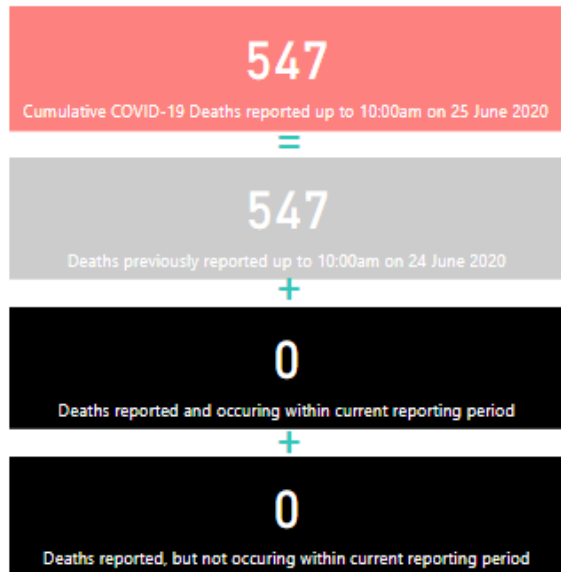 547
Cumulative COVID-19 Deaths reported up to 10:00am on 25 June 2020
=
547
Deaths previously reported up to 10:00am on 24 June 2020
+
0
Deaths reported and occuring within current reporting period
+
0
Deaths reported, but not occuring within current reporting period